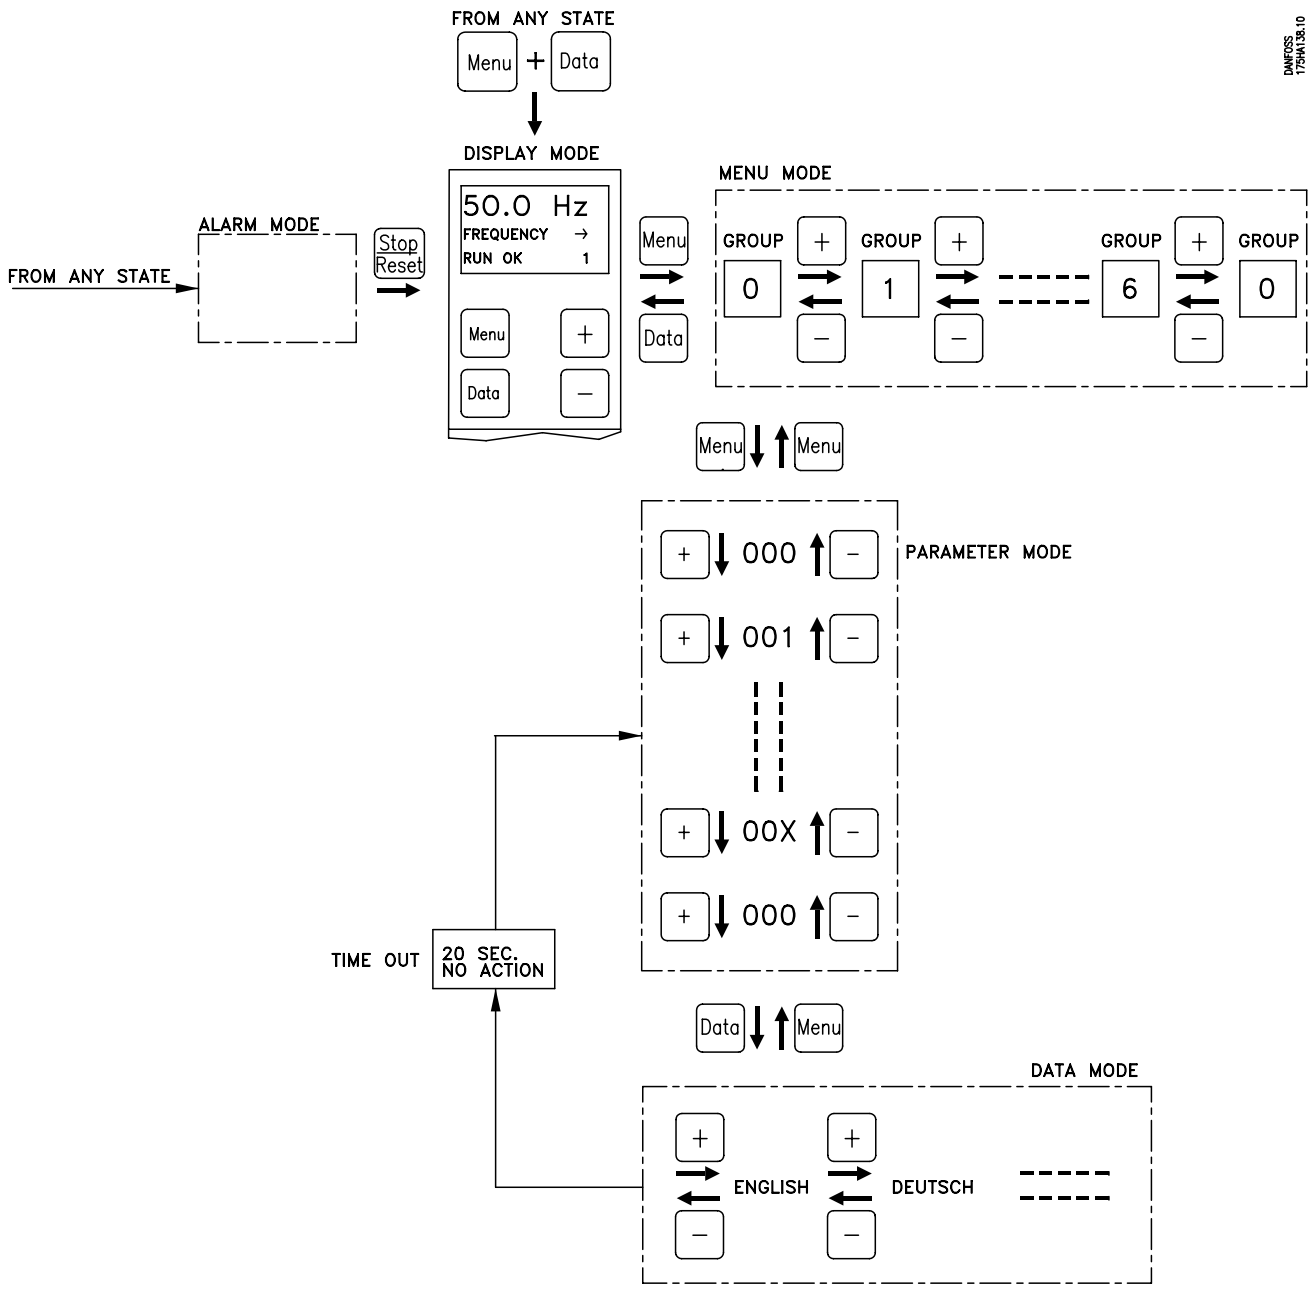 FROM ANY STATE
Menu + Data
DANFOSS
175HA138.10
DISPLAY MODE
50.0 Hz
FREQUENCY →
RUN OK 1
Menu +
Data −
ALARM MODE
FROM ANY STATE
Stop
Reset
Menu
Data
MENU MODE
GROUP + GROUP + GROUP + GROUP
0 1 6 0
− − −
Menu Menu
PARAMETER MODE
+ 000 −
+ 001 −
+ 00X −
+ 000 −
TIME OUT
20 SEC.
NO ACTION
Data Menu
DATA MODE
+ +
ENGLISH DEUTSCH
− −